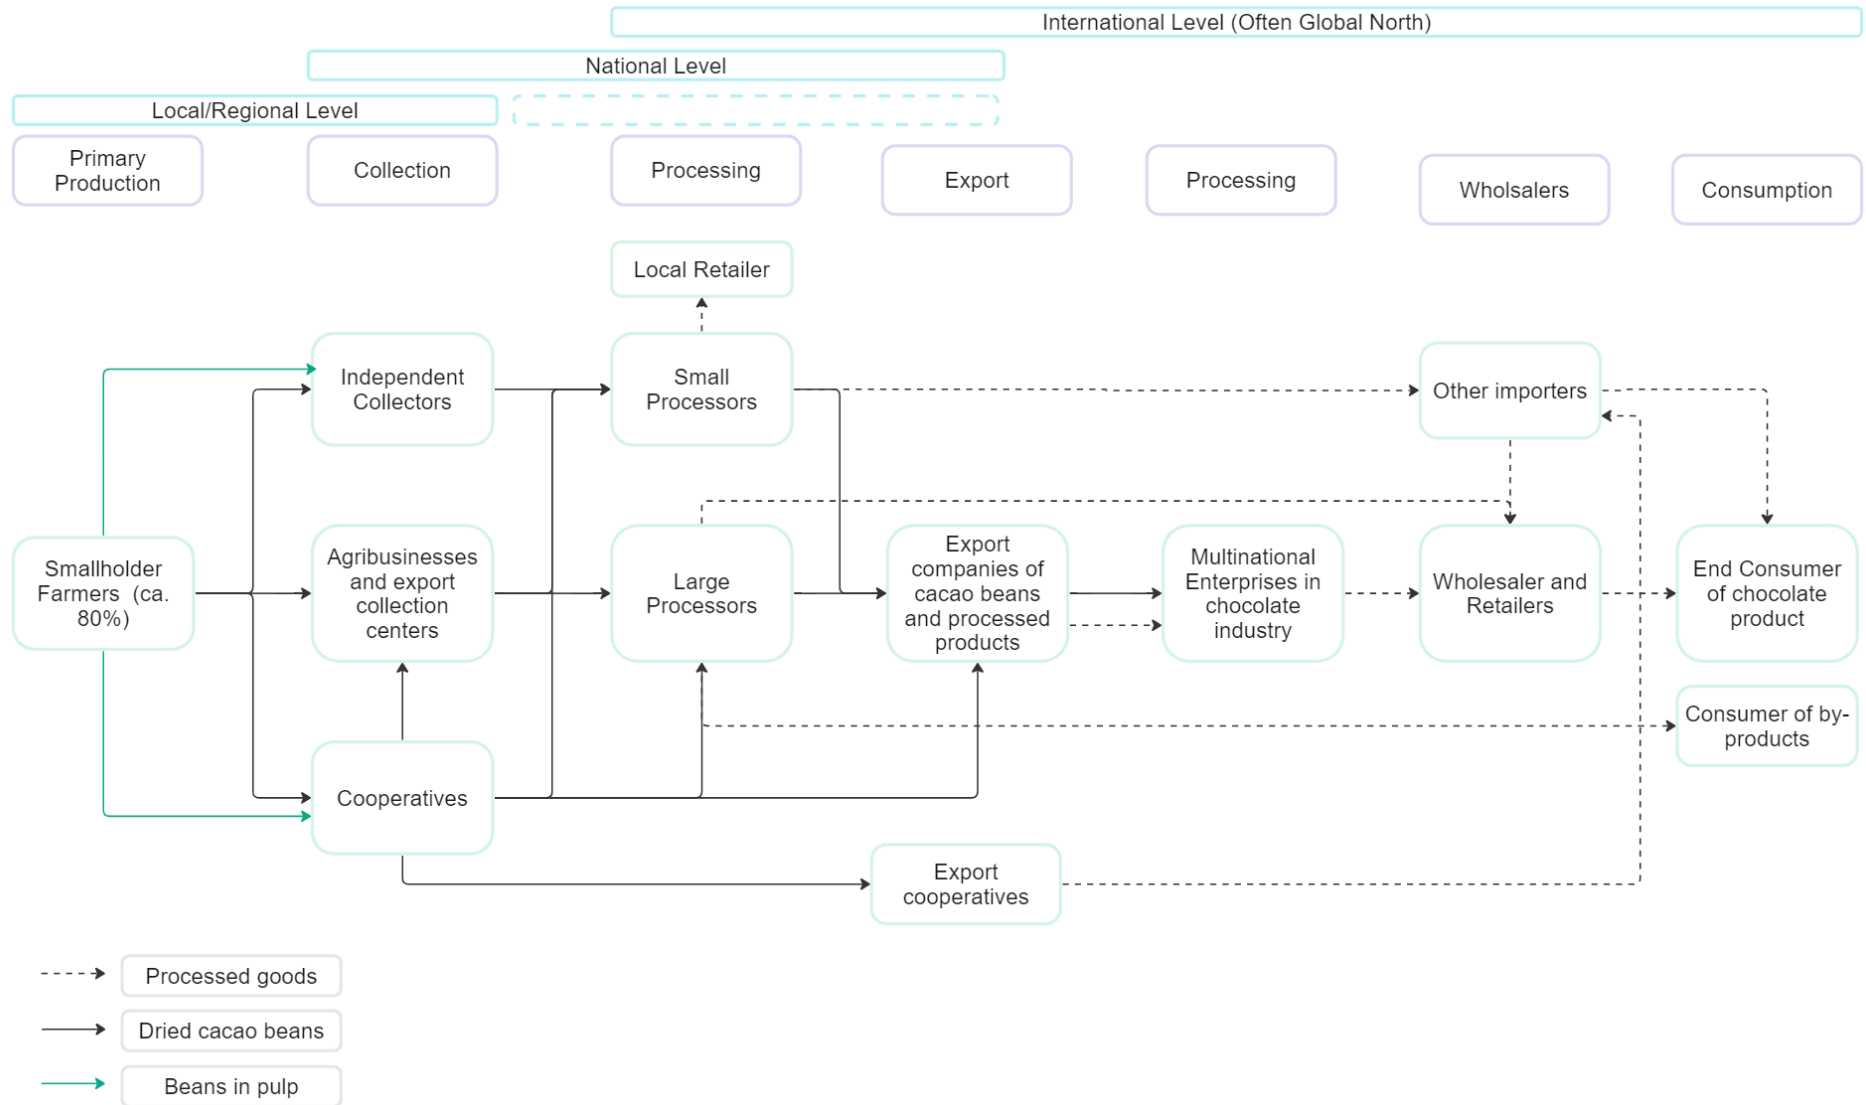 International Level (Often Global North)
National Level
Local/Regional Level
Primary
Production
Collection
Processing
Export
Processing
Wholsalers
Consumption
Local Retailer
Independent
Collectors
Small
Processors
Other importers
Smallholder
Farmers (ca.
80%)
Agribusinesses
and export
collection
centers
Large
Processors
Export
companies of
cacao beans
and processed
products
Multinational
Enterprises in
chocolate
industry
Wholesaler and
Retailers
End Consumer
of chocolate
product
Consumer of by-
products
Cooperatives
Export
cooperatives
Processed goods
Dried cacao beans
Beans in pulp